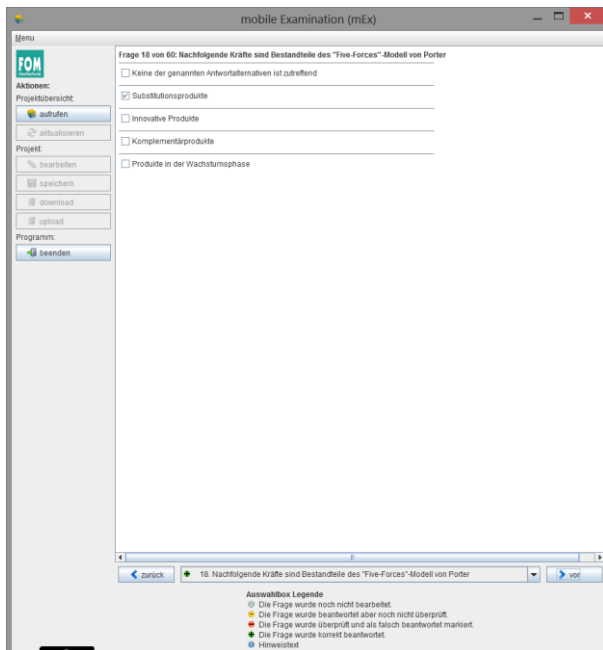 mobile Examination (mEx)
Menu
FOM
Hochschule
Aktionen:
Projektübersicht:
aufrufen
aktualisieren
Projekt:
bearbeiten
speichern
download
upload
Programm:
beenden
Frage 18 von 60: Nachfolgende Kräfte sind Bestandteile des "Five-Forces"-Modell von Porter
Keine der genannten Antwortalternativen ist zutreffend
Substitutionsprodukte
Innovative Produkte
Komplementärprodukte
Produkte in der Wachstumsphase
zurück
18. Nachfolgende Kräfte sind Bestandteile des "Five-Forces"-Modell von Porter
vor
Auswahlbox Legende
Die Frage wurde noch nicht bearbeitet.
Die Frage wurde beantwortet aber noch nicht überprüft.
Die Frage wurde überprüft und als falsch beantwortet markiert.
Die Frage wurde korrekt beantwortet.
Hinweistext